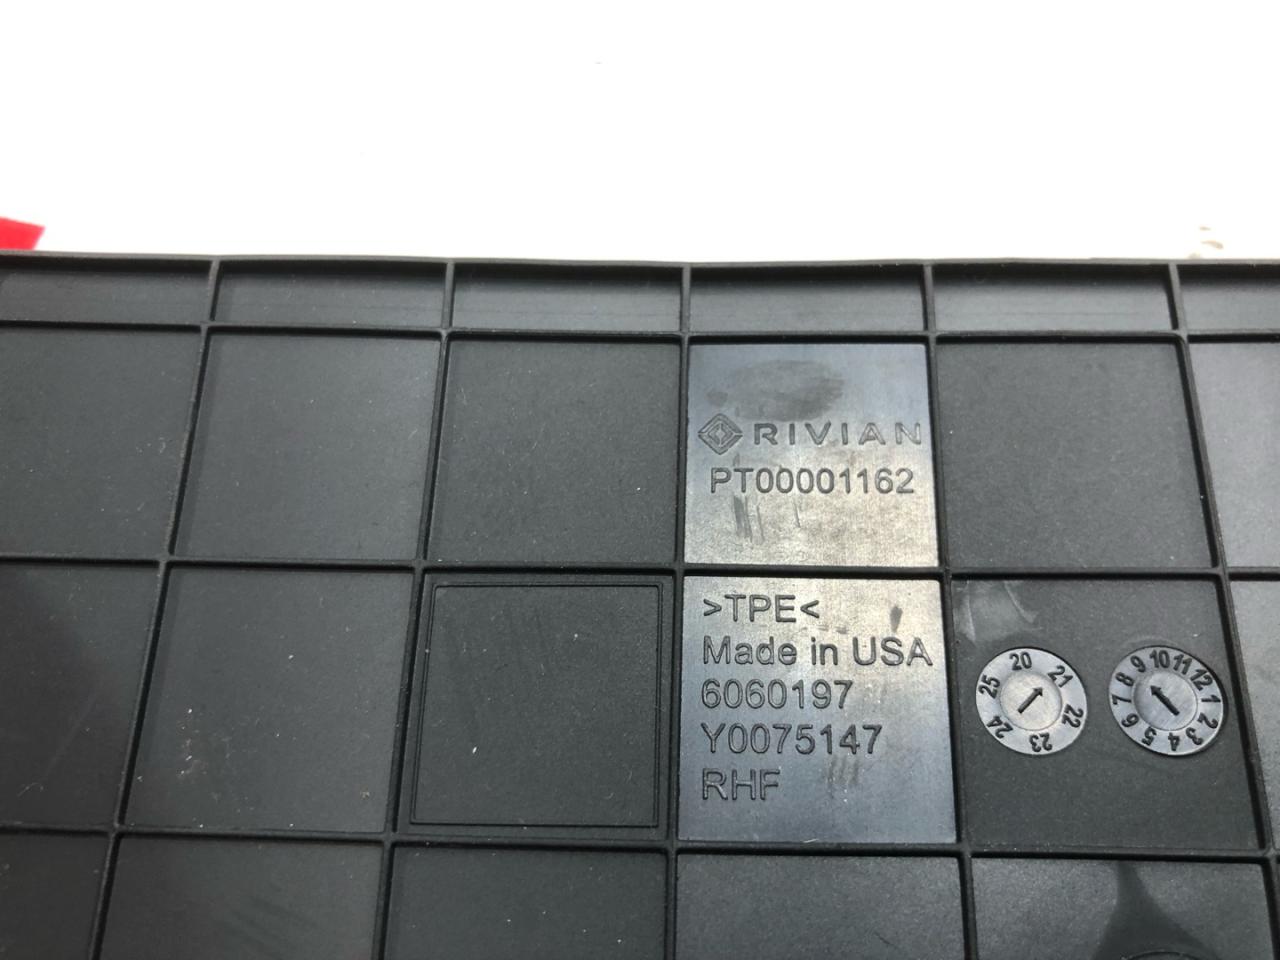 RIVIAN
PT00001162
>TPE<
Made in USA
6060197
Y0075147
RHF
20 21 22 23 24 25
1 2 3 4 5 6 7 8 9 10 11 12